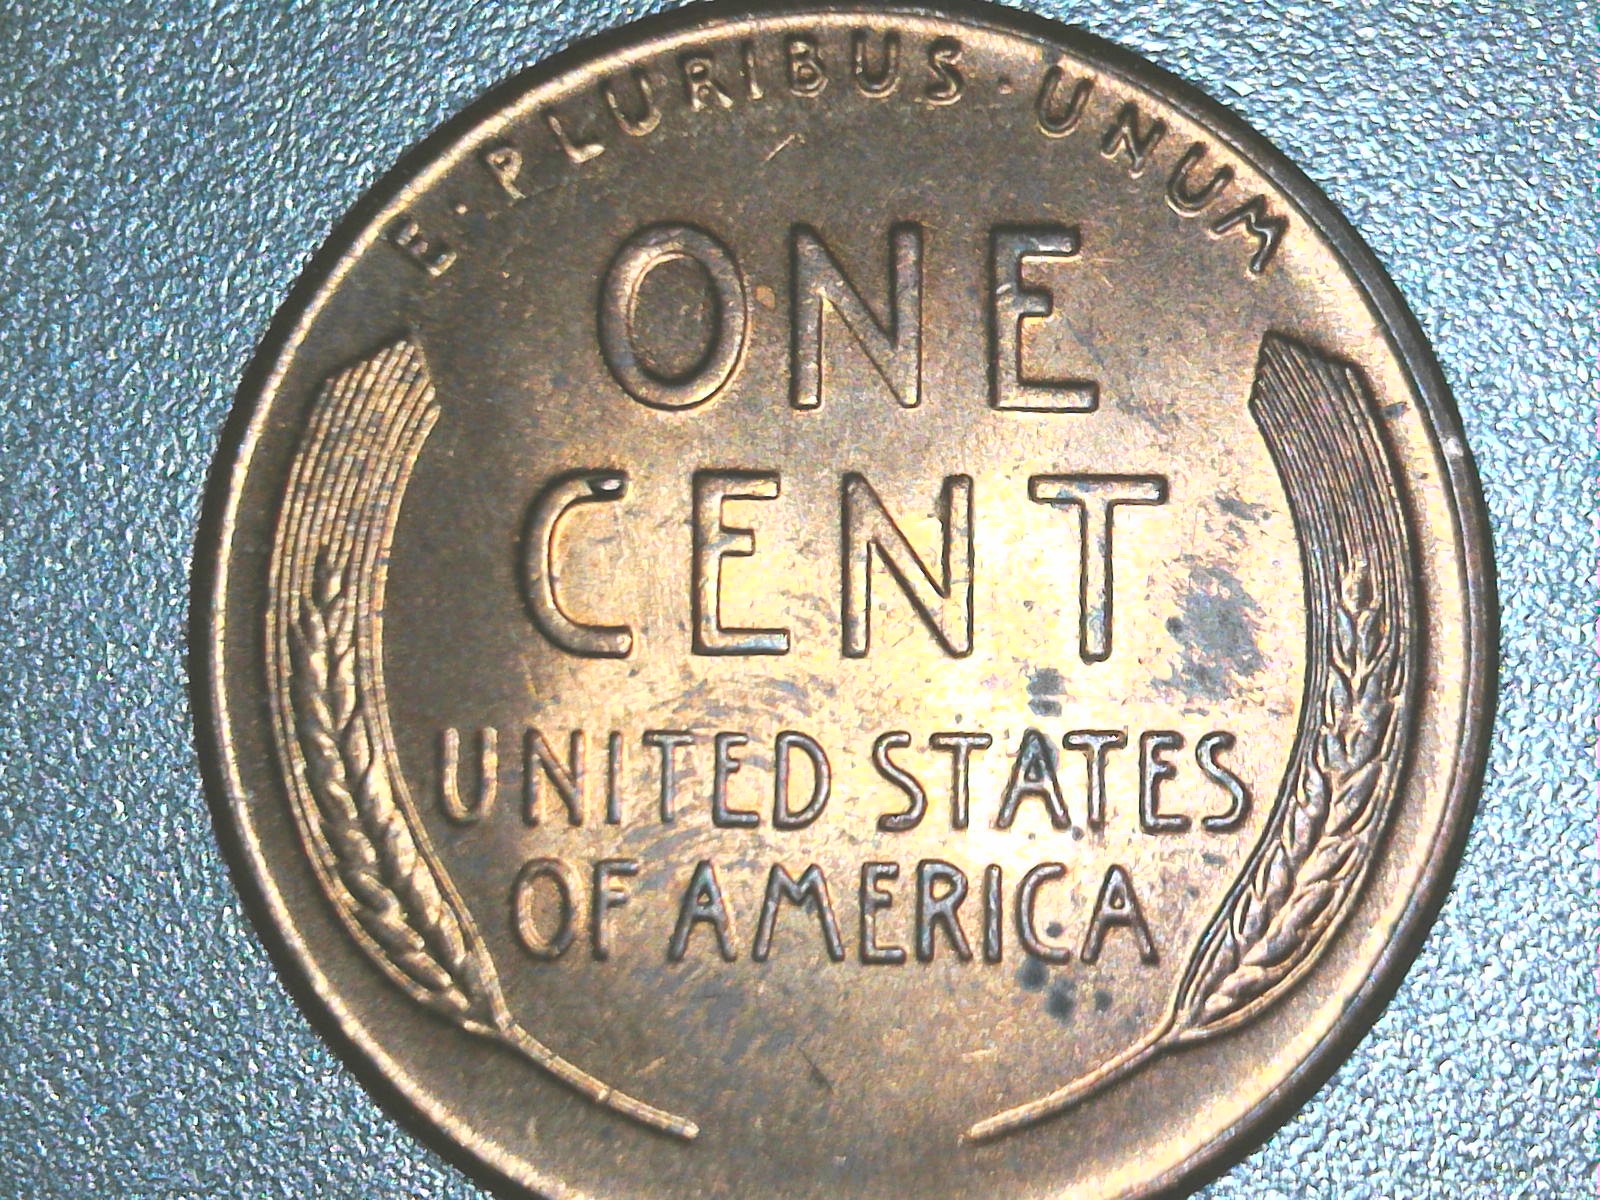 E·PLURIBUS·UNUM
ONE
CENT
UNITED STATES
OF AMERICA